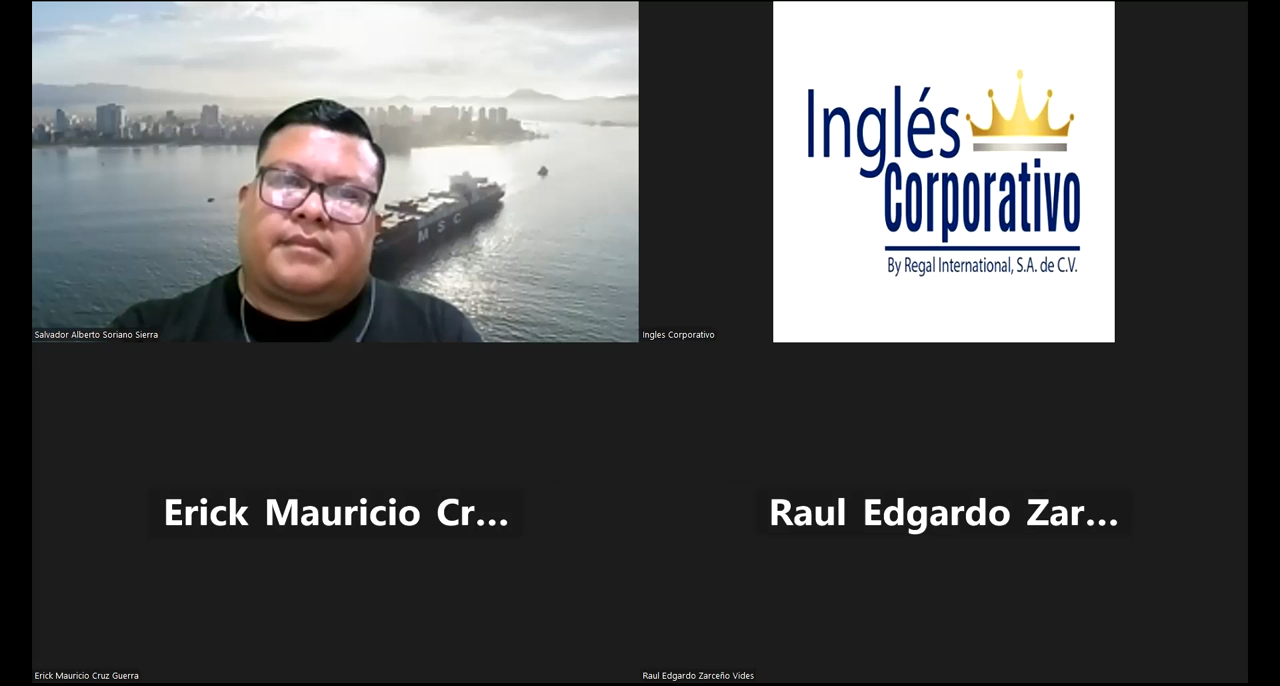 MSC
Salvador Alberto Soriano Sierra
Inglés
Corporativo
By Regal International, S.A. de C.V.
Ingles Corporativo
Erick Mauricio Cr...
Raul Edgardo Zar...
Erick Mauricio Cruz Guerra
Raul Edgardo Zarceño Vides